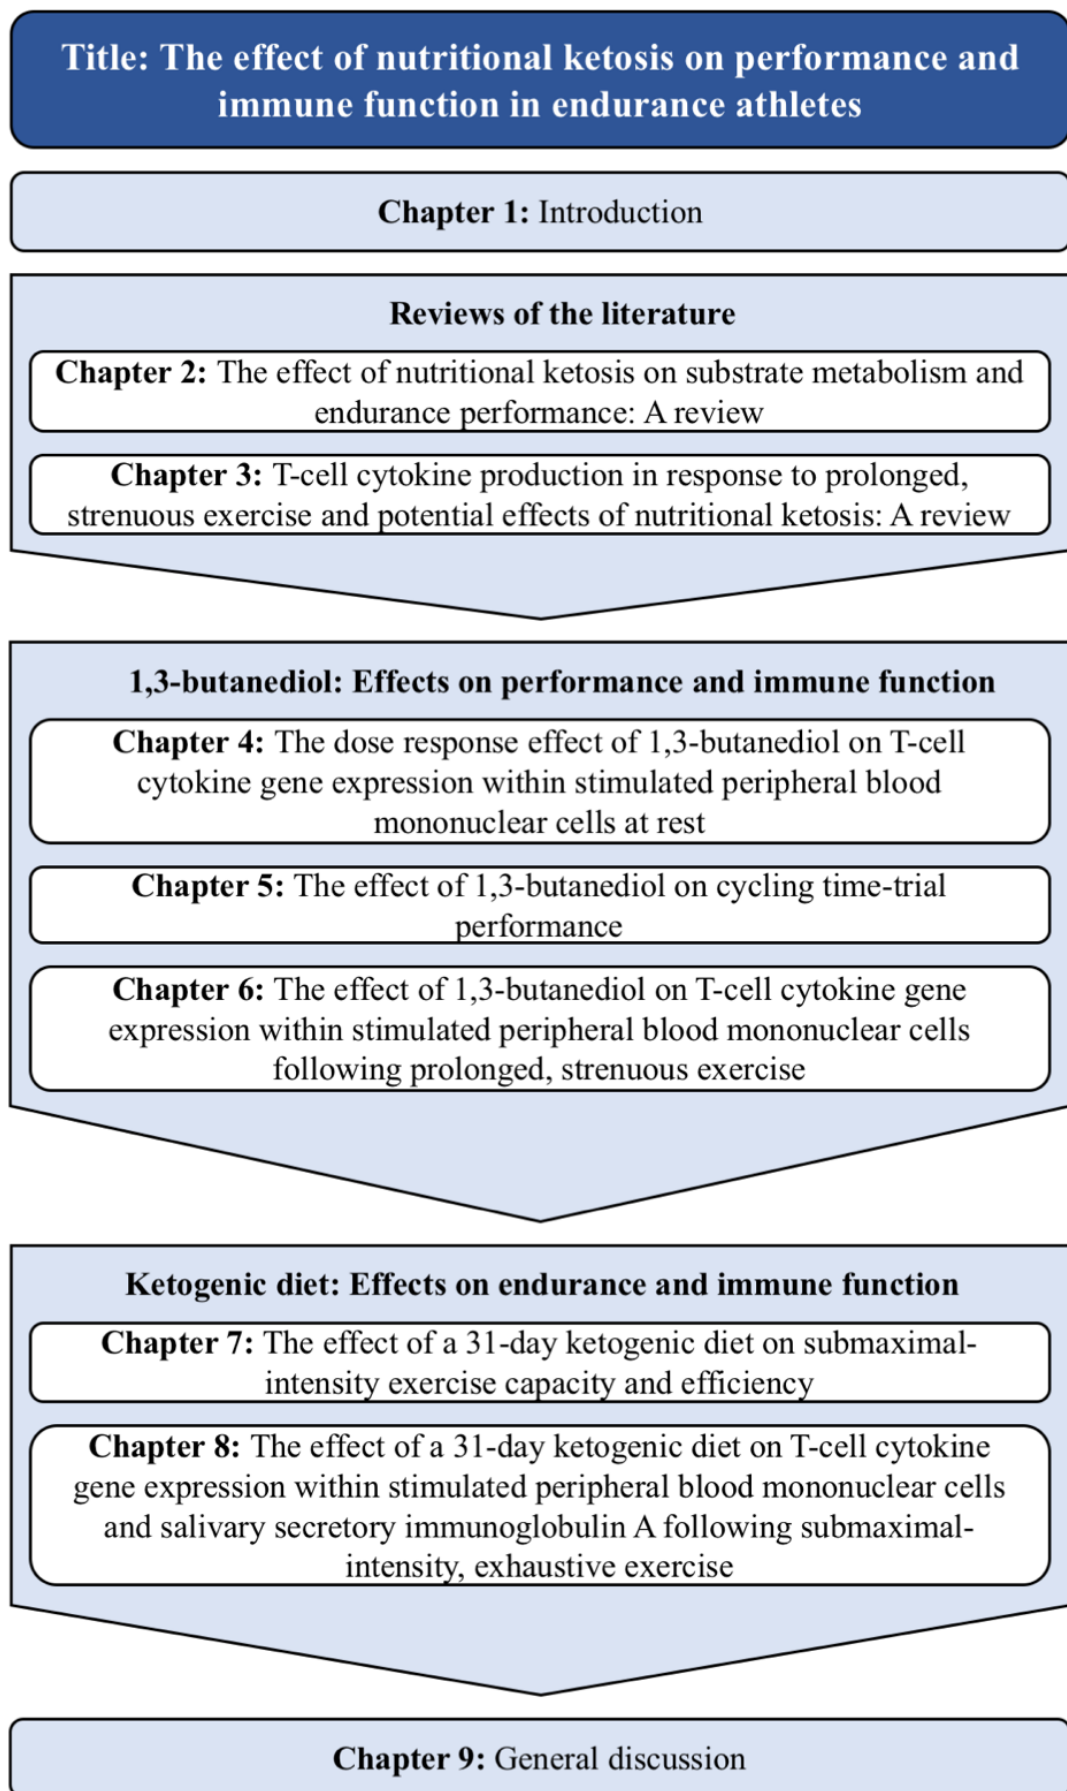 Title: The effect of nutritional ketosis on performance and
immune function in endurance athletes
Chapter 1: Introduction
Reviews of the literature
Chapter 2: The effect of nutritional ketosis on substrate metabolism and
endurance performance: A review
Chapter 3: T-cell cytokine production in response to prolonged,
strenuous exercise and potential effects of nutritional ketosis: A review
1,3-butanediol: Effects on performance and immune function
Chapter 4: The dose response effect of 1,3-butanediol on T-cell
cytokine gene expression within stimulated peripheral blood
mononuclear cells at rest
Chapter 5: The effect of 1,3-butanediol on cycling time-trial
performance
Chapter 6: The effect of 1,3-butanediol on T-cell cytokine gene
expression within stimulated peripheral blood mononuclear cells
following prolonged, strenuous exercise
Ketogenic diet: Effects on endurance and immune function
Chapter 7: The effect of a 31-day ketogenic diet on submaximal-
intensity exercise capacity and efficiency
Chapter 8: The effect of a 31-day ketogenic diet on T-cell cytokine
gene expression within stimulated peripheral blood mononuclear cells
and salivary secretory immunoglobulin A following submaximal-
intensity, exhaustive exercise
Chapter 9: General discussion